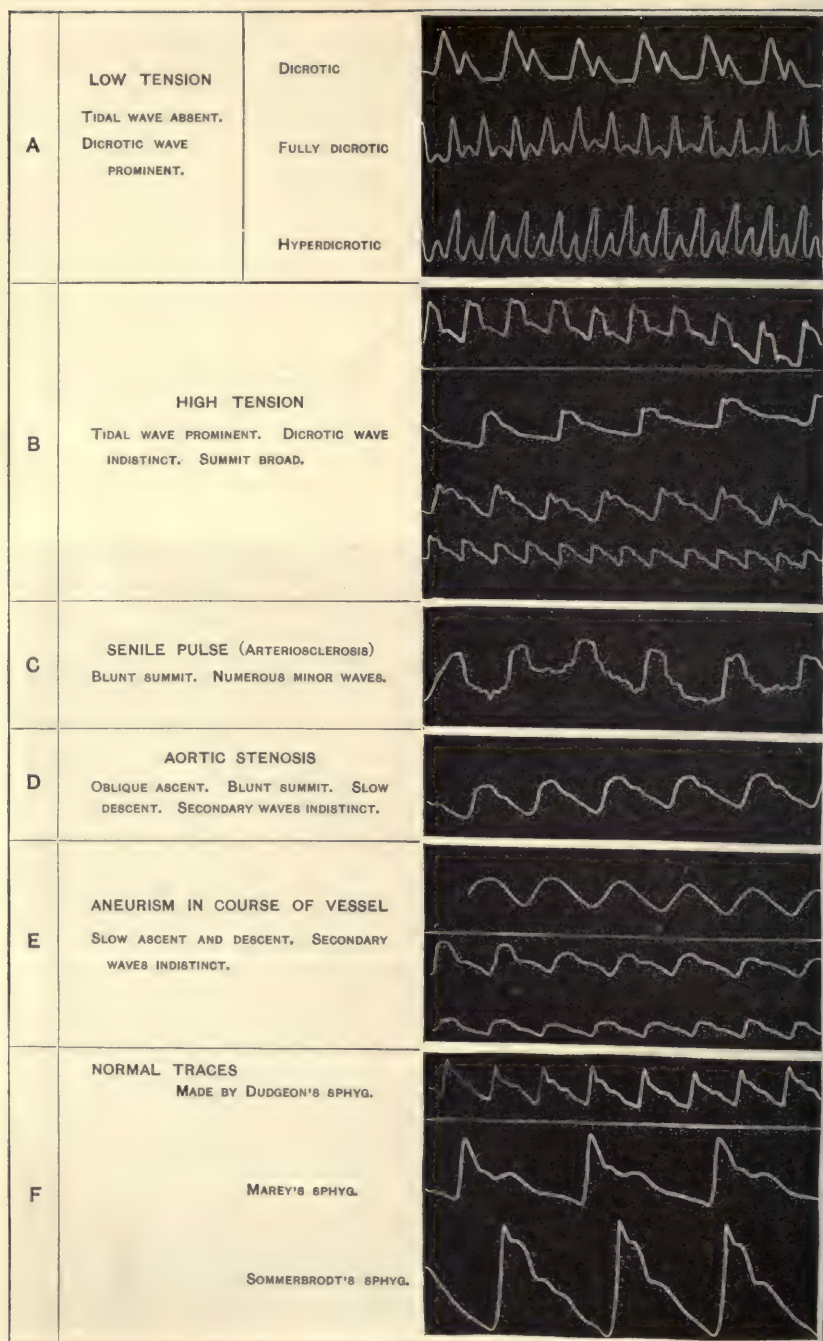 A
LOW TENSION
TIDAL WAVE ABSENT.
DICROTIC WAVE
PROMINENT.
DICROTIC
FULLY DICROTIC
HYPERDICROTIC
B
HIGH TENSION
TIDAL WAVE PROMINENT. DICROTIC WAVE
INDISTINCT. SUMMIT BROAD.
C
SENILE PULSE (ARTERIOSCLEROSIS)
BLUNT SUMMIT. NUMEROUS MINOR WAVES.
D
AORTIC STENOSIS
OBLIQUE ASCENT. BLUNT SUMMIT. SLOW
DESCENT. SECONDARY WAVES INDISTINCT.
E
ANEURISM IN COURSE OF VESSEL
SLOW ASCENT AND DESCENT. SECONDARY
WAVES INDISTINCT.
F
NORMAL TRACES
MADE BY DUDGEON'S SPHYG.
MAREY'S SPHYG.
SOMMERBRODT'S SPHYG.